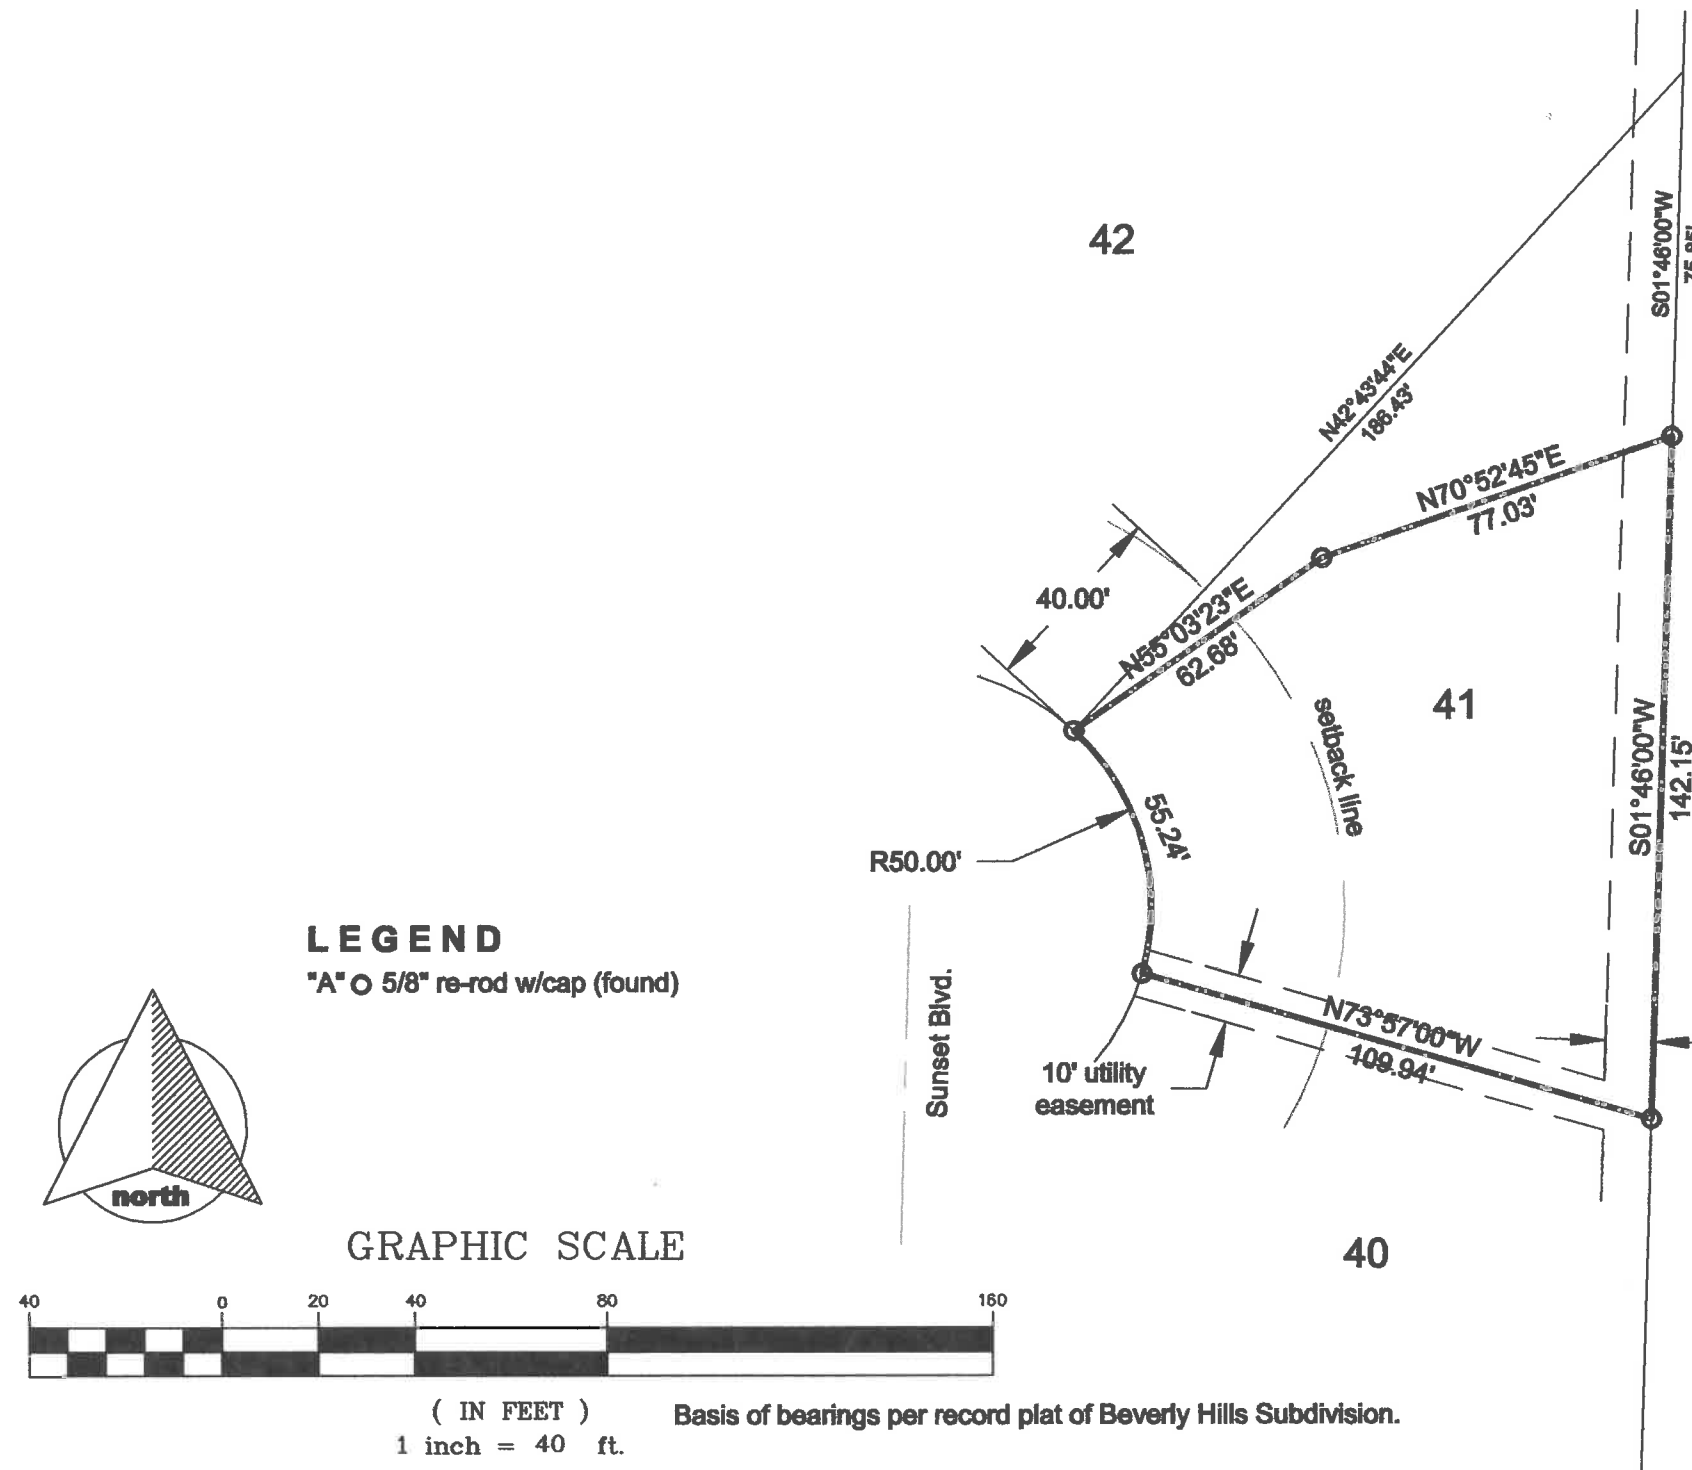 42
S01°46'00"W
N42°43'44"E
186.43'
N70°52'45"E
77.03'
40.00'
N55°03'23"E
62.68'
41
setback line
S01°46'00"W
142.15'
55.24'
R50.00'
LEGEND
"A" O 5/8" re-rod w/cap (found)
Sunset Blvd.
N73°57'00"W
109.94'
10' utility
easement
north
40
GRAPHIC SCALE
40 0 20 40 80 160
( IN FEET )
1 inch = 40 ft.
Basis of bearings per record plat of Beverly Hills Subdivision.